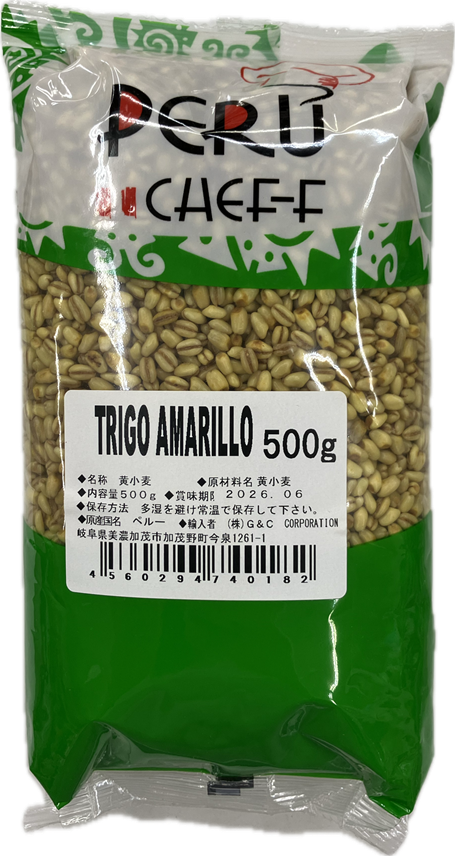 PERU
CHEF-F
TRIGO AMARILLO 500g
◆名称 黄小麦 ◆原材料名 黄小麦
◆内容量500g ◆賞味期限 2026.06
◆保存方法 多湿を避け常温で保存して下さい。
◆原産国名 ペルー ◆輸入者 (株)G&C CORPORATION
岐阜県美濃加茂市加茂野町今泉1261-1
4560294740182